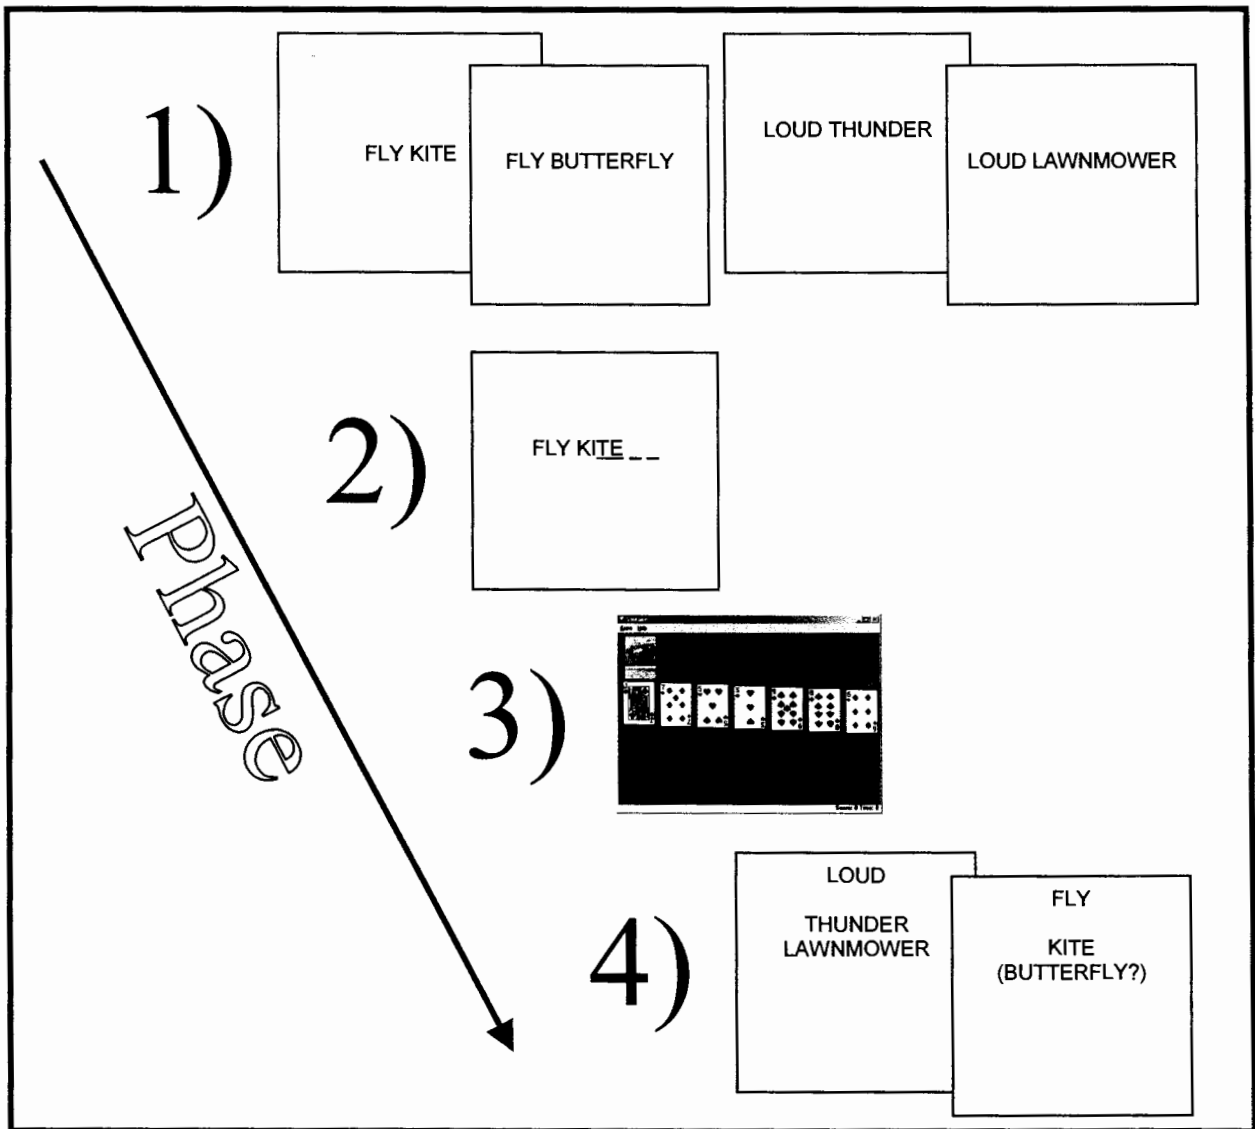 1)
FLY KITE
FLY BUTTERFLY
LOUD THUNDER
LOUD LAWNMOWER
2)
FLY KITE _ _
Phase
3)
4)
LOUD
THUNDER
LAWNMOWER
FLY
KITE
(BUTTERFLY?)